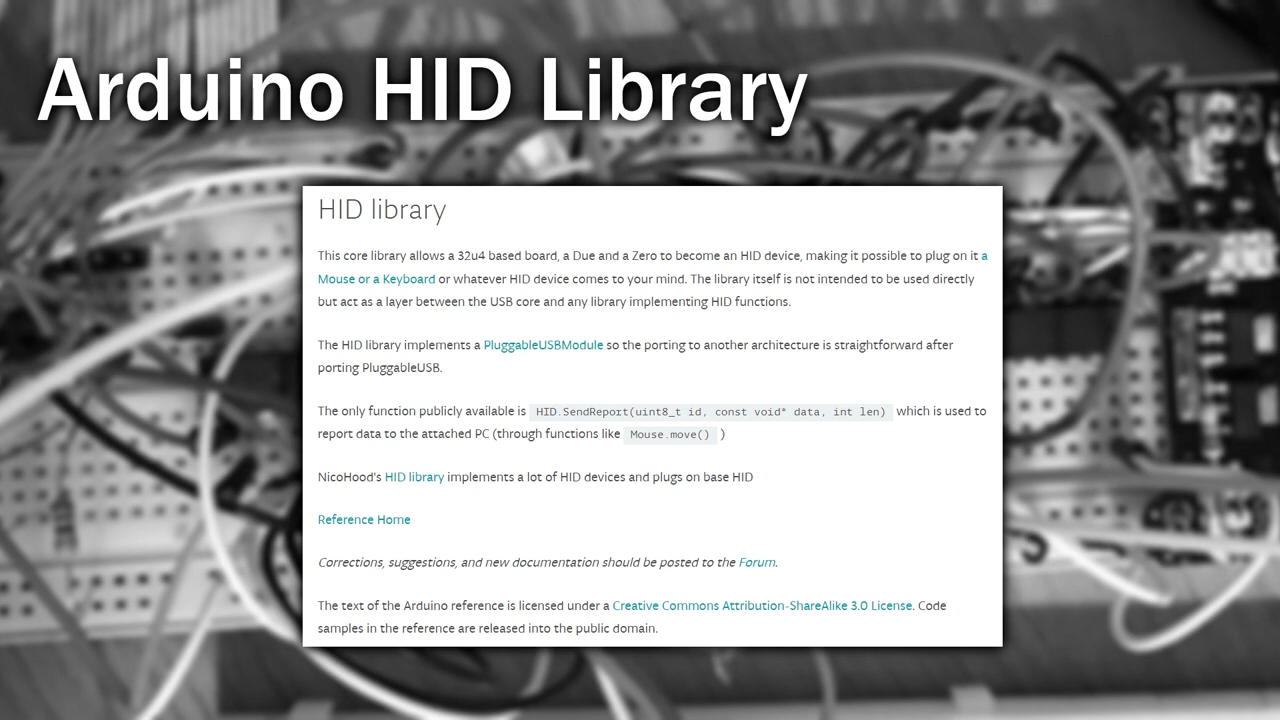 Arduino HID Library
HID library
This core library allows a 32u4 based board, a Due and a Zero to become an HID device, making it possible to plug on it a
Mouse or a Keyboard or whatever HID device comes to your mind. The library itself is not intended to be used directly
but act as a layer between the USB core and any library implementing HID functions.
The HID library implements a PluggableUSBModule so the porting to another architecture is straightforward after
porting PluggableUSB.
The only function publicly available is HID.SendReport(uint8_t id, const void* data, int len) which is used to
report data to the attached PC (through functions like Mouse.move() )
NicoHood's HID library implements a lot of HID devices and plugs on base HID
Reference Home
Corrections, suggestions, and new documentation should be posted to the Forum.
The text of the Arduino reference is licensed under a Creative Commons Attribution-ShareAlike 3.0 License. Code
samples in the reference are released into the public domain.